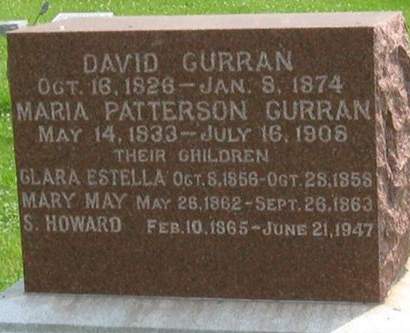 DAVID CURRAN
OCT. 16, 1826 – JAN. 8, 1874
MARIA PATTERSON CURRAN
MAY 14, 1833 – JULY 16, 1908
THEIR CHILDREN
CLARA ESTELLA OCT. 8, 1856 - OCT. 28, 1858
MARY MAY MAY 26, 1862 - SEPT. 26, 1863
S. HOWARD FEB. 10, 1865 – JUNE 21, 1947